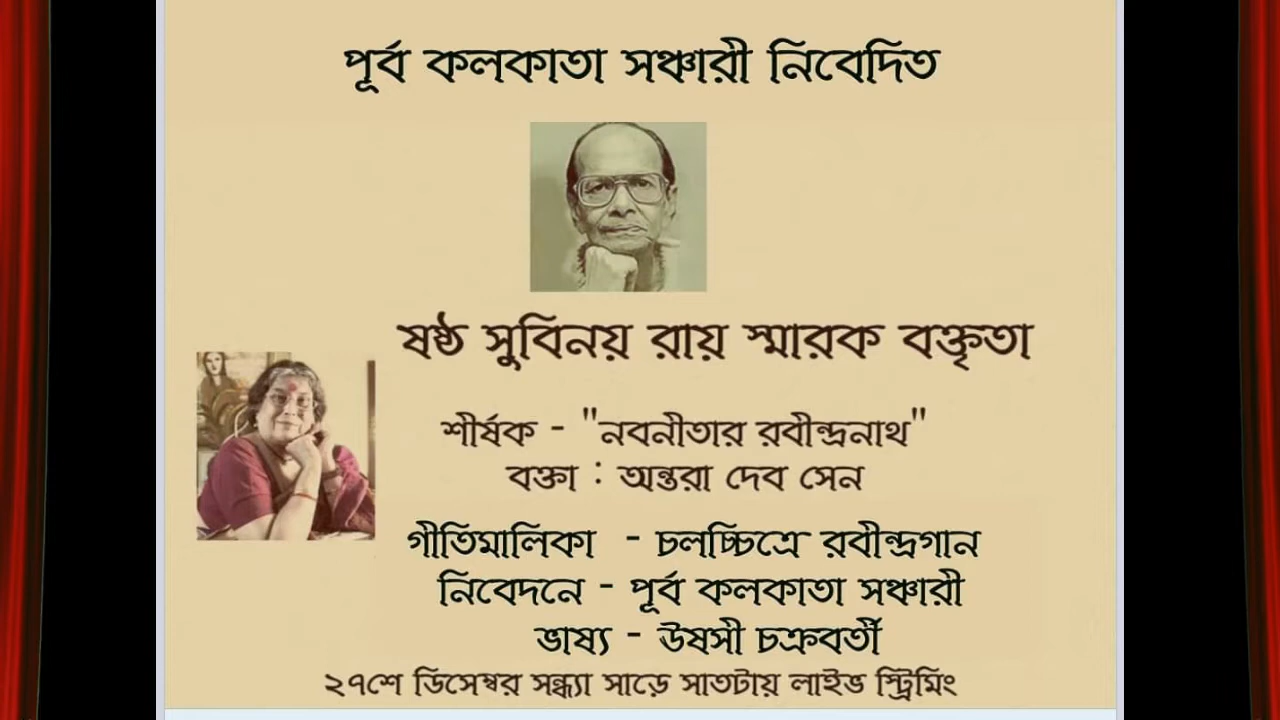 পূর্ব কলকাতা সঞ্চারী নিবেদিত
ষষ্ঠ সুবিনয় রায় স্মারক বক্তৃতা
শীর্ষক - "নবনীতার রবীন্দ্রনাথ"
বক্তা : অন্তরা দেব সেন
গীতিমালিকা - চলচ্চিত্রে রবীন্দ্রগান
নিবেদনে - পূর্ব কলকাতা সঞ্চারী
ভাষ্য - উষসী চক্রবর্তী
২৭শে ডিসেম্বর সন্ধ্যা সাড়ে সাতটায় লাইভ স্ট্রিমিং